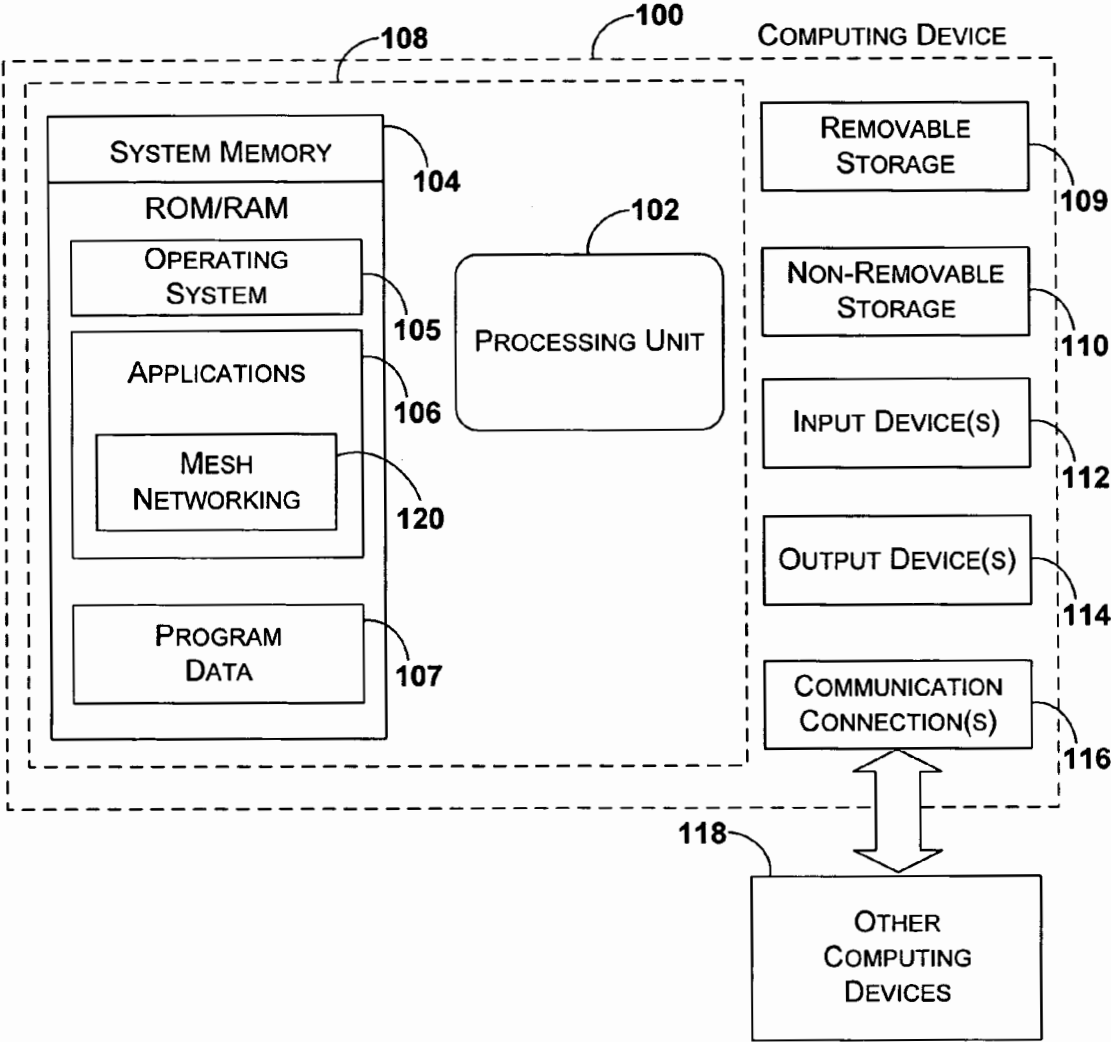 100
COMPUTING DEVICE
108
SYSTEM MEMORY
104
ROM/RAM
OPERATING
SYSTEM
105
APPLICATIONS
106
MESH
NETWORKING
120
PROGRAM
DATA
107
102
PROCESSING UNIT
REMOVABLE
STORAGE
109
NON-REMOVABLE
STORAGE
110
INPUT DEVICE(S)
112
OUTPUT DEVICE(S)
114
COMMUNICATION
CONNECTION(S)
116
118
OTHER
COMPUTING
DEVICES